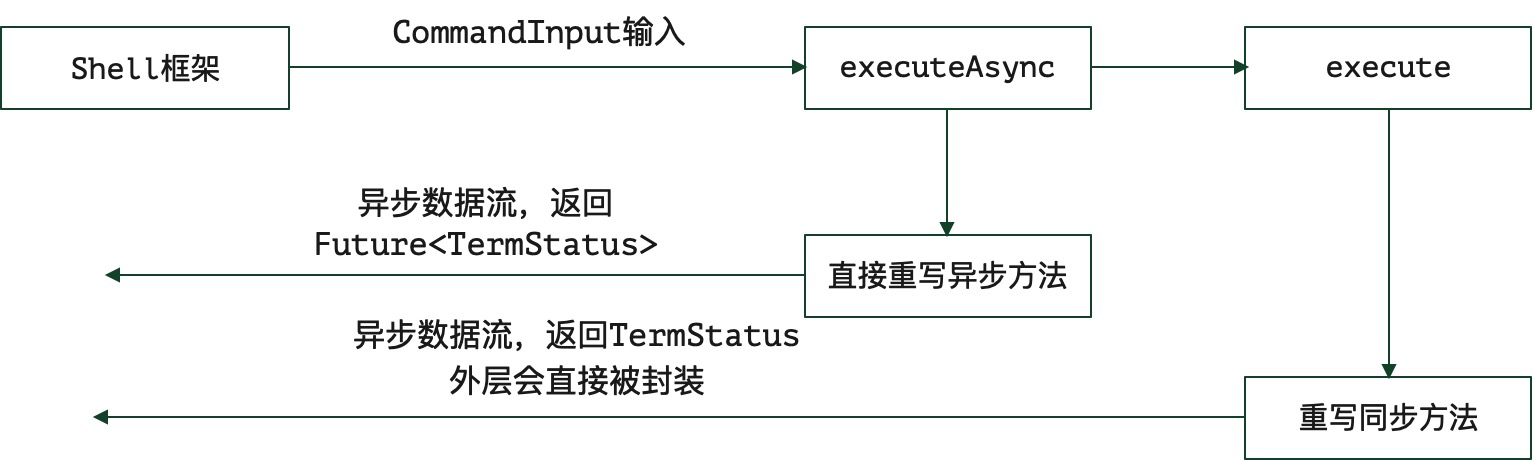 CommandInput输入
Shell框架
executeAsync
execute
异步数据流，返回
Future<TermStatus>
直接重写异步方法
异步数据流，返回TermStatus
外层会直接被封装
重写同步方法